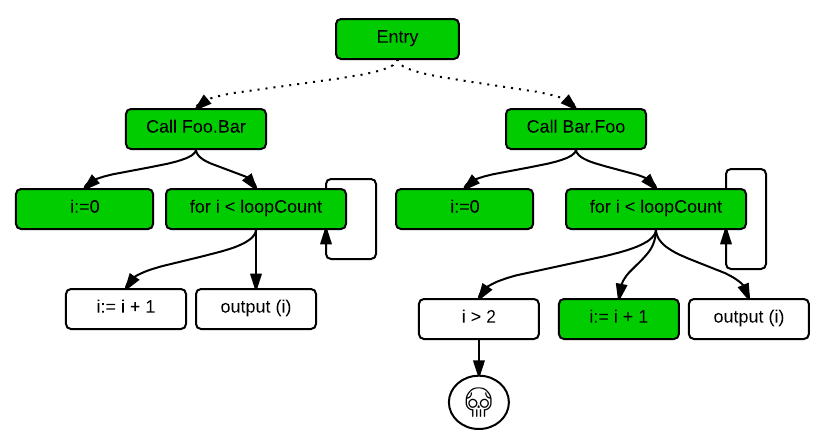 Entry
Call Foo.Bar
Call Bar.Foo
i:=0
for i < loopCount
i:=0
for i < loopCount
i:= i + 1
output (i)
i > 2
i:= i + 1
output (i)